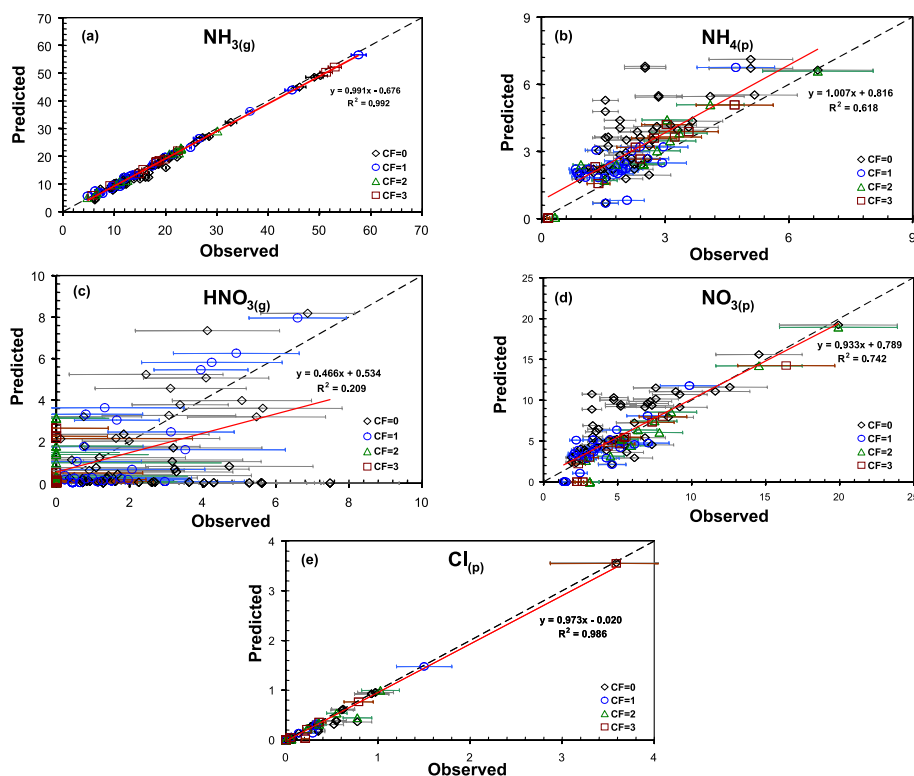 (a)
NH3(g)
Predicted
70
60
50
40
30
20
10
0
y = 0.991x - 0.676
R2 = 0.992
CF=0
CF=1
CF=2
CF=3
0 10 20 30 40 50 60 70
Observed
(b)
NH4(p)
Predicted
9
6
3
0
y = 1.007x + 0.816
R2 = 0.618
CF=0
CF=1
CF=2
CF=3
0 3 6 9
Observed
(c)
HNO3(g)
Predicted
10
8
6
4
2
0
y = 0.466x + 0.534
R2 = 0.209
CF=0
CF=1
CF=2
CF=3
0 2 4 6 8 10
Observed
(d)
NO3(p)
Predicted
25
20
15
10
5
0
y = 0.933x + 0.789
R2 = 0.742
CF=0
CF=1
CF=2
CF=3
0 5 10 15 20 25
Observed
(e)
Cl(p)
Predicted
4
3
2
1
0
y = 0.973x - 0.020
R2 = 0.986
CF=0
CF=1
CF=2
CF=3
0 1 2 3 4
Observed